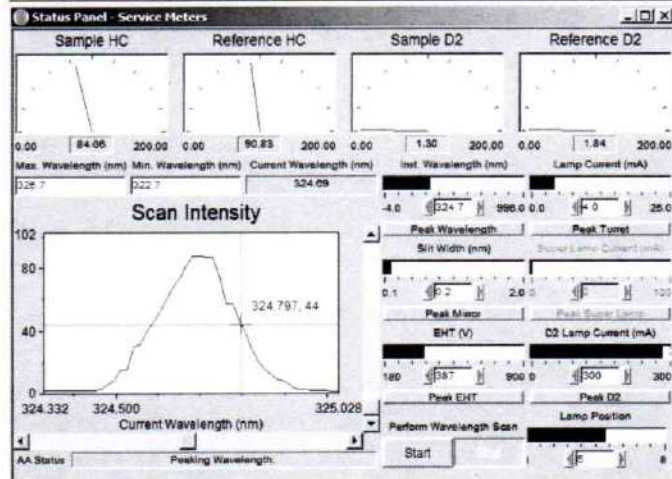 Status Panel - Service Meters
Sample HC Reference HC Sample D2 Reference D2
0.00 84.06 200.00 0.00 90.83 200.00 0.00 1.30 200.00 0.00 1.84 200.00
Max. Wavelength (nm) Min. Wavelength (nm) Current Wavelength (nm) Inst. Wavelength (nm) Lamp Current (mA)
326.7 322.7 324.69
-4.0 324.7 996.0 0.0 4.0 25.0
Scan Intensity
Peak Wavelength Peak Turret
Slit Width (nm) Super Lamp Current (mA)
102
80
40
0
324.797, 44
0.1 0.2 2.0 0.0 0
Peak Mirror Peak Super Lamp
EHT (V) D2 Lamp Current (mA)
180 387 900 0 300 300
324.332 324.500 325.028
Peak EHT Peak D2
Current Wavelength (nm)
Perform Wavelength Scan Lamp Position
Start
1 8
AA Status Peaking Wavelength.